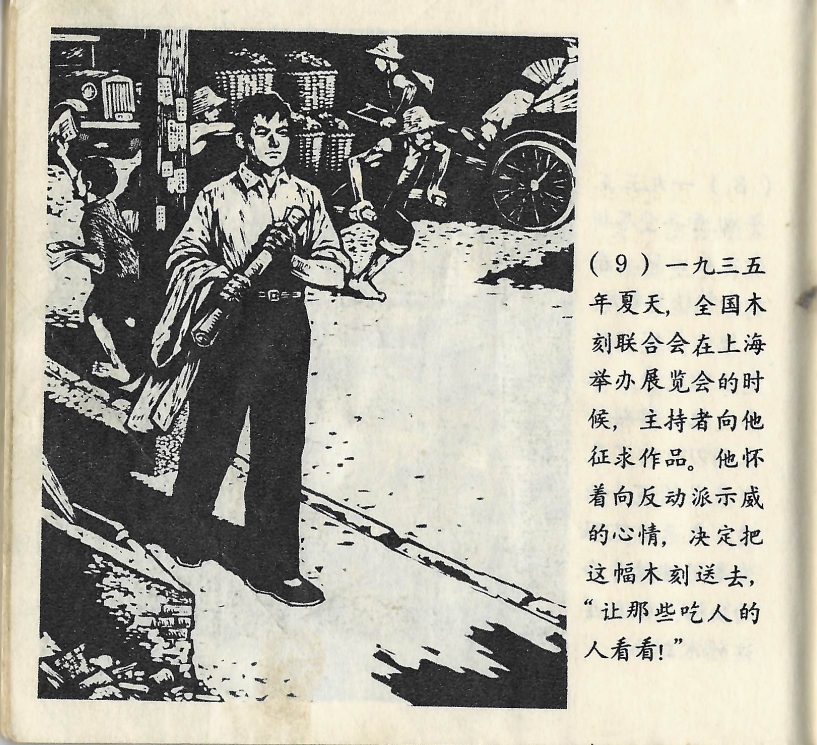 (9)一九三五
年夏天，全国木
刻联合会在上海
举办展览会的时
候，主持者向他
征求作品。他怀
着向反动派示威
的心情，决定把
这幅木刻送去，
“让那些吃人的
人看看!”